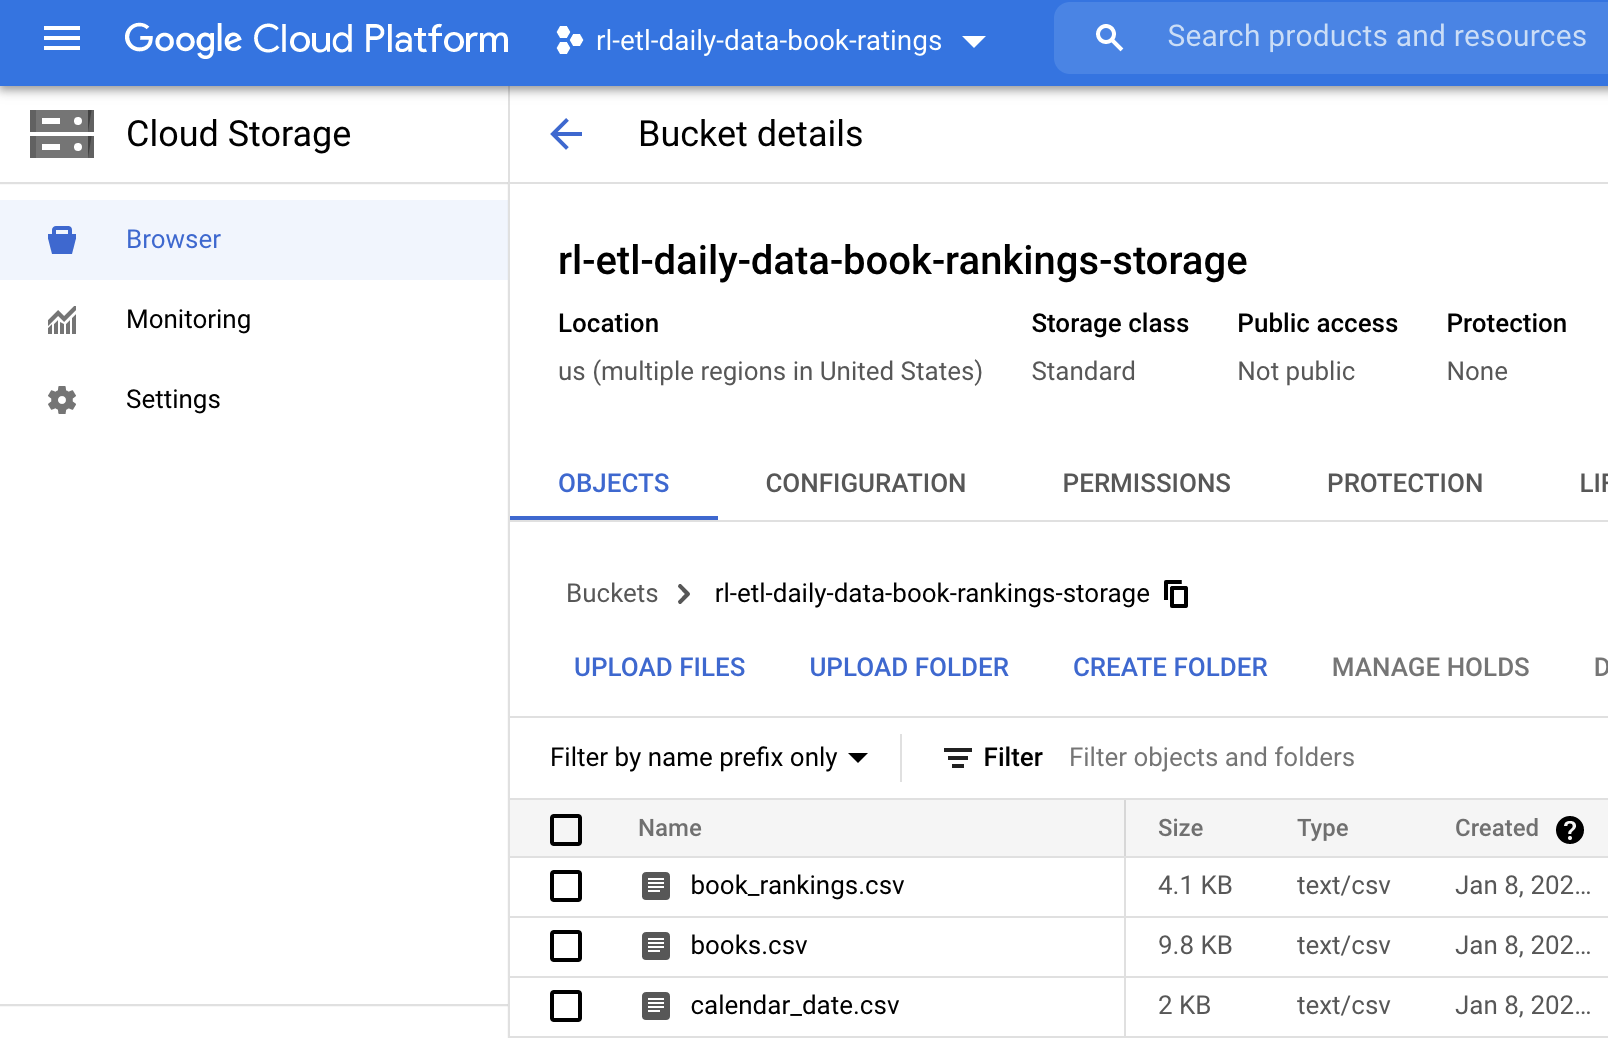 Google Cloud Platform rl-etl-daily-data-book-ratings Search products and resources
Cloud Storage
Browser
Monitoring
Settings
Bucket details
rl-etl-daily-data-book-rankings-storage
Location Storage class Public access Protection
us (multiple regions in United States) Standard Not public None
OBJECTS CONFIGURATION PERMISSIONS PROTECTION LIF
Buckets rl-etl-daily-data-book-rankings-storage
UPLOAD FILES UPLOAD FOLDER CREATE FOLDER MANAGE HOLDS D
Filter by name prefix only Filter Filter objects and folders
Name Size Type Created ?
book_rankings.csv 4.1 KB text/csv Jan 8, 202...
books.csv 9.8 KB text/csv Jan 8, 202...
calendar_date.csv 2 KB text/csv Jan 8, 202...